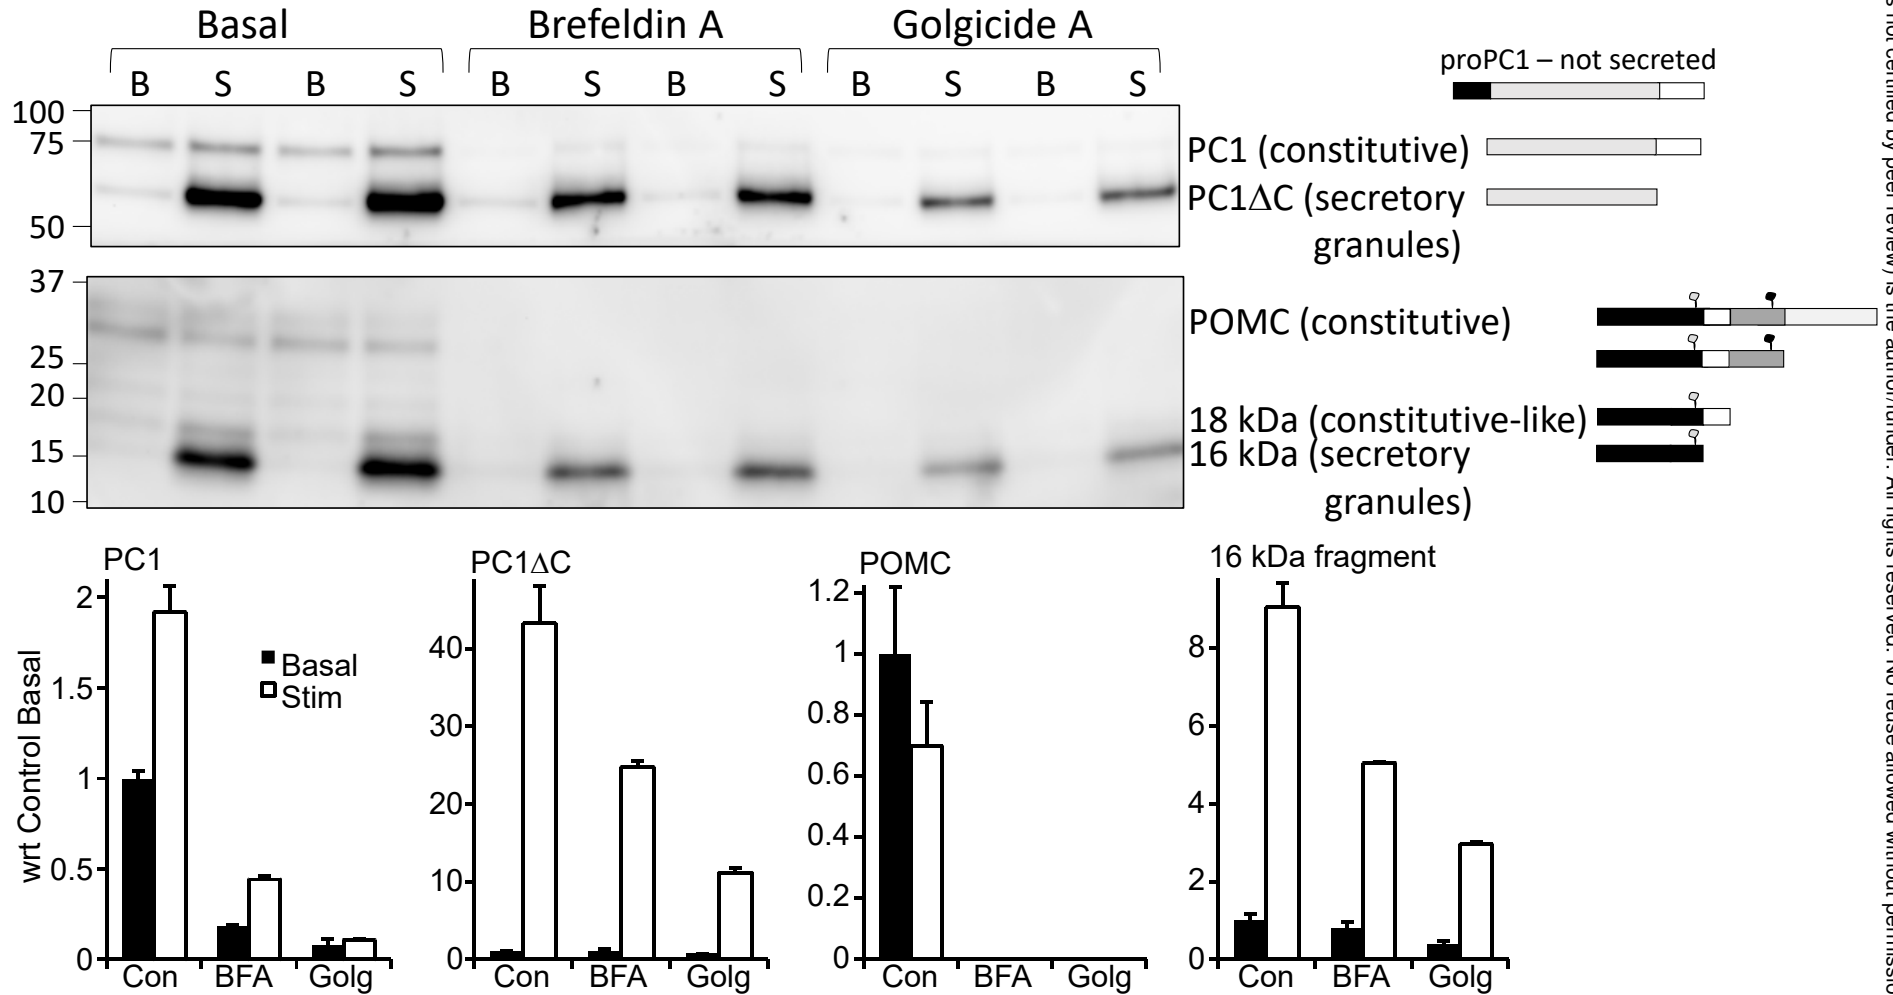 Basal Brefeldin A Golgicide A
B S B S B S B S B S B S
proPC1 – not secreted
100
75
50
PC1 (constitutive)
PC1ΔC (secretory
granules)
37
25
20
15
10
POMC (constitutive)
18 kDa (constitutive-like)
16 kDa (secretory
granules)
PC1
wrt Control Basal
2
1.5
1
0.5
0
Basal
Stim
Con BFA Golg
PC1ΔC
40
30
20
10
0
Con BFA Golg
POMC
1.2
1
0.8
0.6
0.4
0.2
0
Con BFA Golg
16 kDa fragment
8
6
4
2
0
Con BFA Golg
is not certified by peer review) is the author/funder. All rights reserved. No reuse allowed without permissio